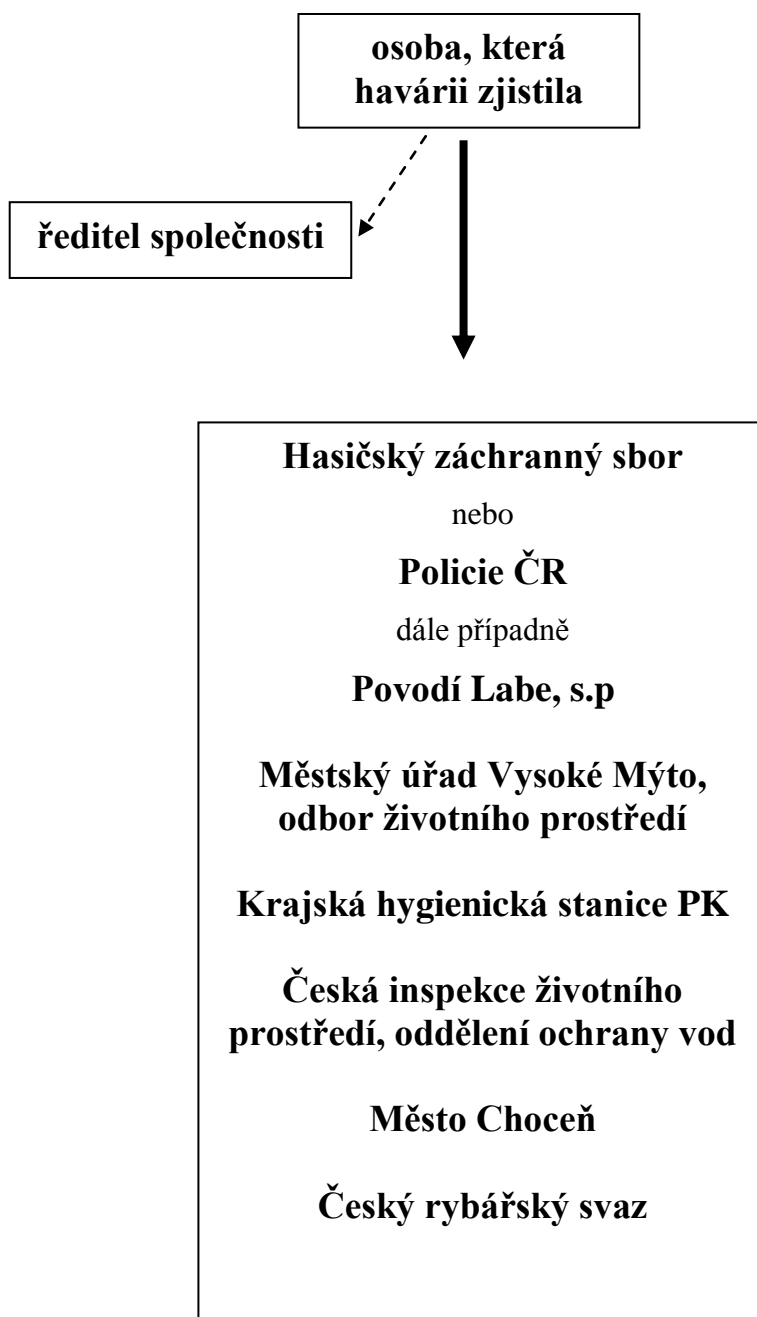 osoba, která
havárii zjistila
ředitel společnosti
Hasičský záchranný sbor
nebo
Policie ČR
dále případně
Povodí Labe, s.p
Městský úřad Vysoké Mýto,
odbor životního prostředí
Krajská hygienická stanice PK
Česká inspekce životního
prostředí, oddělení ochrany vod
Město Choceň
Český rybářský svaz